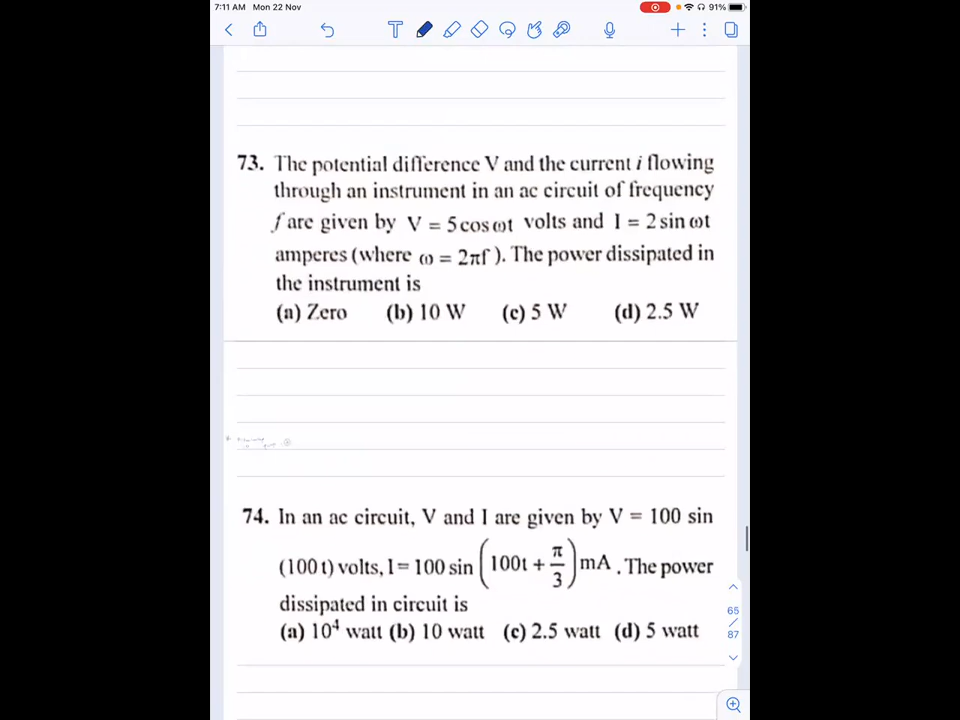 7:11 AM Mon 22 Nov
91%
73. The potential difference V and the current i flowing
through an instrument in an ac circuit of frequency
f are given by V = 5 cos ωt volts and I = 2 sin ωt
amperes (where ω = 2πf ). The power dissipated in
the instrument is
(a) Zero (b) 10 W (c) 5 W (d) 2.5 W
74. In an ac circuit, V and I are given by V = 100 sin
(100 t) volts, I = 100 sin (100t + π/3) mA . The power
dissipated in circuit is
(a) 10⁴ watt (b) 10 watt (c) 2.5 watt (d) 5 watt
65
/
87